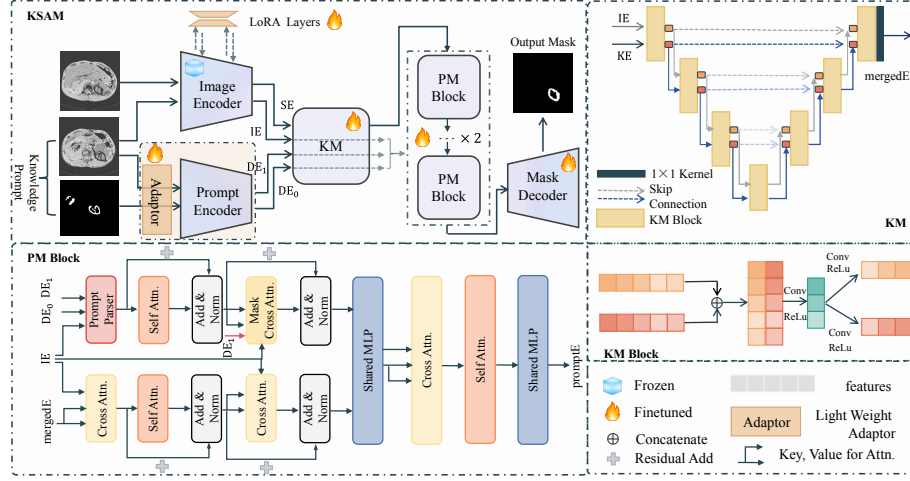 KSAM
LoRA Layers
Image
Encoder
SE
IE
DE1
DE0
KM
Knowledge
Prompt
Adaptor
Prompt
Encoder
PM
Block
× 2
PM
Block
Output Mask
Mask
Decoder
IE
KE
mergedE
1×1 Kernel
Skip
Connection
KM Block
KM
PM Block
DE1
DE0
IE
mergedE
Prompt
Parser
Self Attn.
Add &
Norm
Mask
Cross Attn.
DE1
Add &
Norm
Cross Attn.
Self Attn.
Add &
Norm
Cross Attn.
Add &
Norm
Shared MLP
Cross Attn.
Self Attn.
Shared MLP
promptE
Conv
ReLu
Conv
ReLu
Conv
ReLu
KM Block
Frozen
features
Finetuned
Adaptor
Light Weight
Adaptor
Concatenate
Residual Add
Key, Value for Attn.